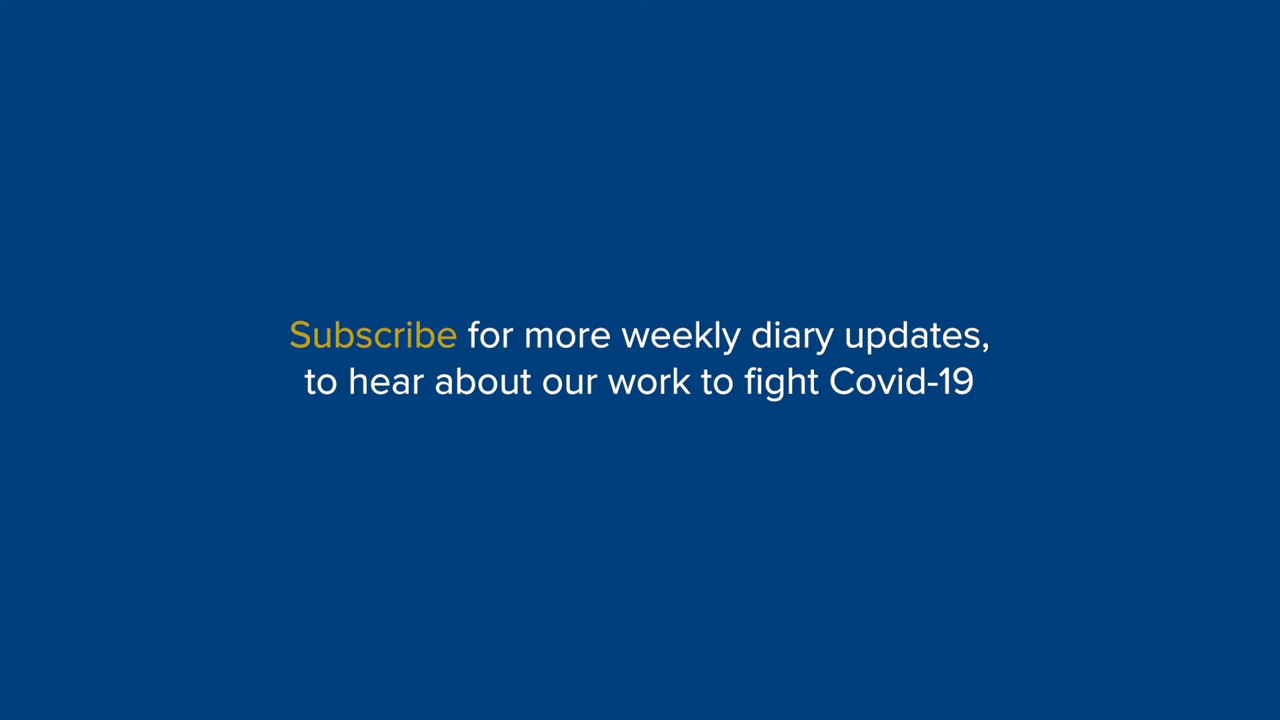 Subscribe for more weekly diary updates,
to hear about our work to fight Covid-19